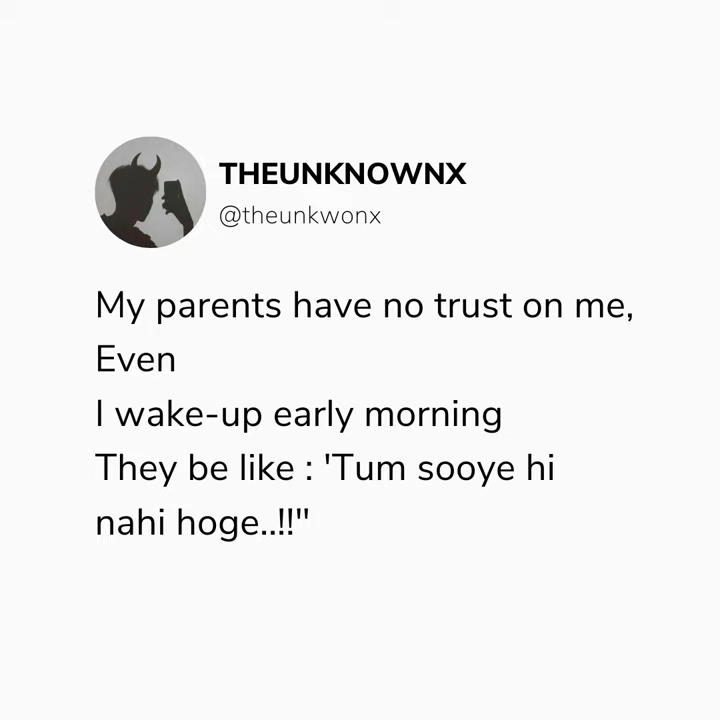 THEUNKNOWNX
@theunkwonx
My parents have no trust on me,
Even
I wake-up early morning
They be like : 'Tum sooye hi
nahi hoge..!!"